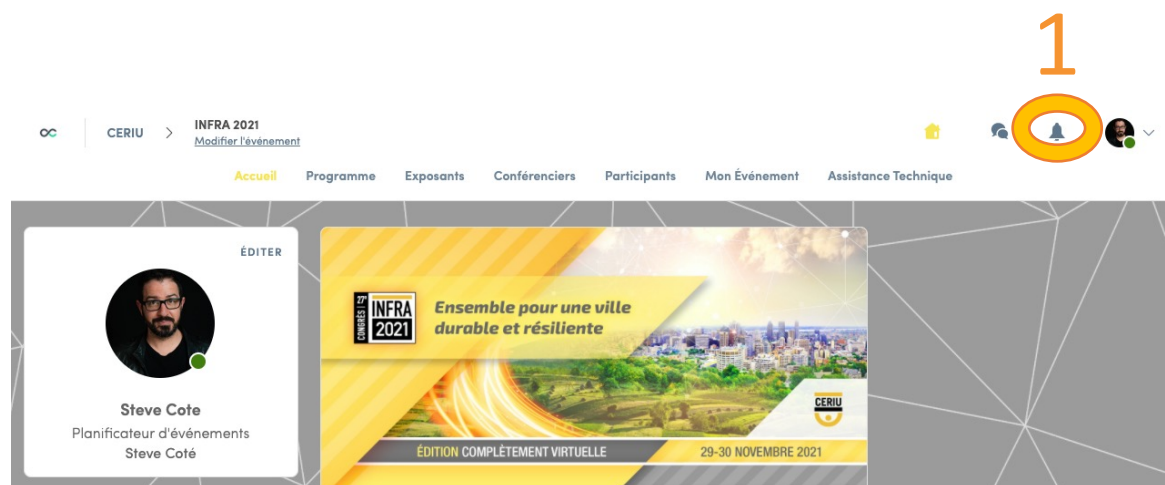 1
CERIU > INFRA 2021
Modifier l'événement
Accueil Programme Exposants Conférenciers Participants Mon Événement Assistance Technique
ÉDITER
Steve Cote
Planificateur d'événements
Steve Coté
CONGRÈS | 27e
INFRA
2021
Ensemble pour une ville
durable et résiliente
CERIU
ÉDITION COMPLÈTEMENT VIRTUELLE
29-30 NOVEMBRE 2021